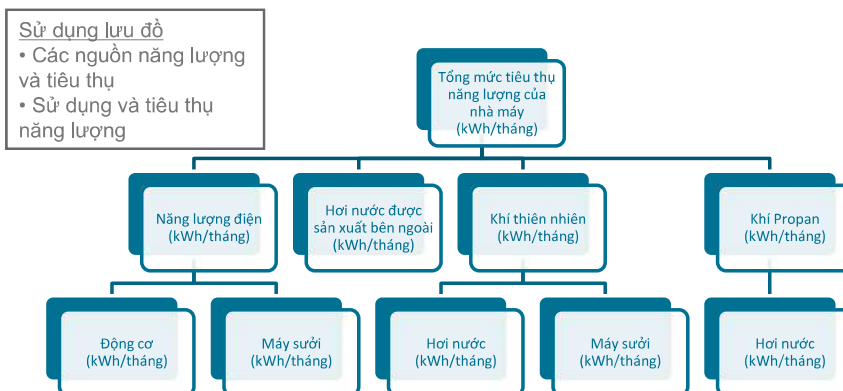 Sử dụng lưu đồ
• Các nguồn năng lượng
và tiêu thụ
• Sử dụng và tiêu thụ
năng lượng
Tổng mức tiêu thụ
năng lượng của
nhà máy
(kWh/tháng)
Năng lượng điện
(kWh/tháng)
Hơi nước được
sản xuất bên ngoài
(kWh/tháng)
Khí thiên nhiên
(kWh/tháng)
Khí Propan
(kWh/tháng)
Động cơ
(kWh/tháng)
Máy sưởi
(kWh/tháng)
Hơi nước
(kWh/tháng)
Máy sưởi
(kWh/tháng)
Hơi nước
(kWh/tháng)